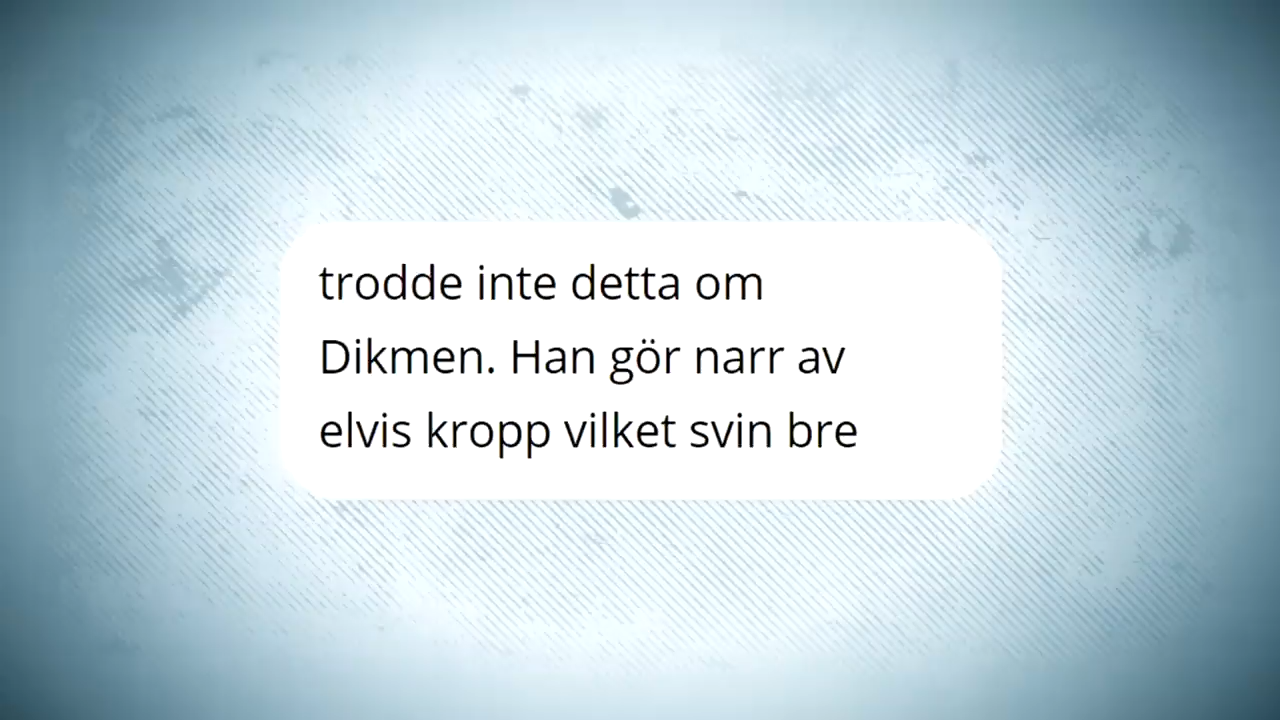 trodde inte detta om
Dikmen. Han gör narr av
elvis kropp vilket svin bre